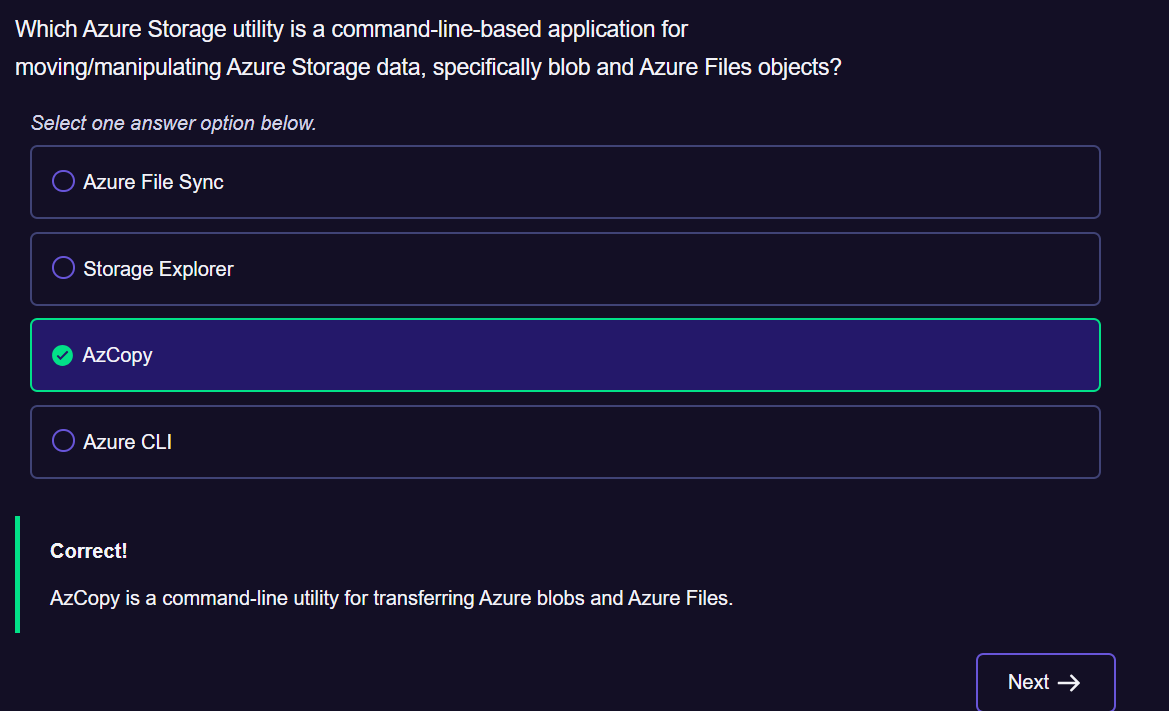 Which Azure Storage utility is a command-line-based application for
moving/manipulating Azure Storage data, specifically blob and Azure Files objects?
Select one answer option below.
Azure File Sync
Storage Explorer
AzCopy
Azure CLI
Correct!
AzCopy is a command-line utility for transferring Azure blobs and Azure Files.
Next →